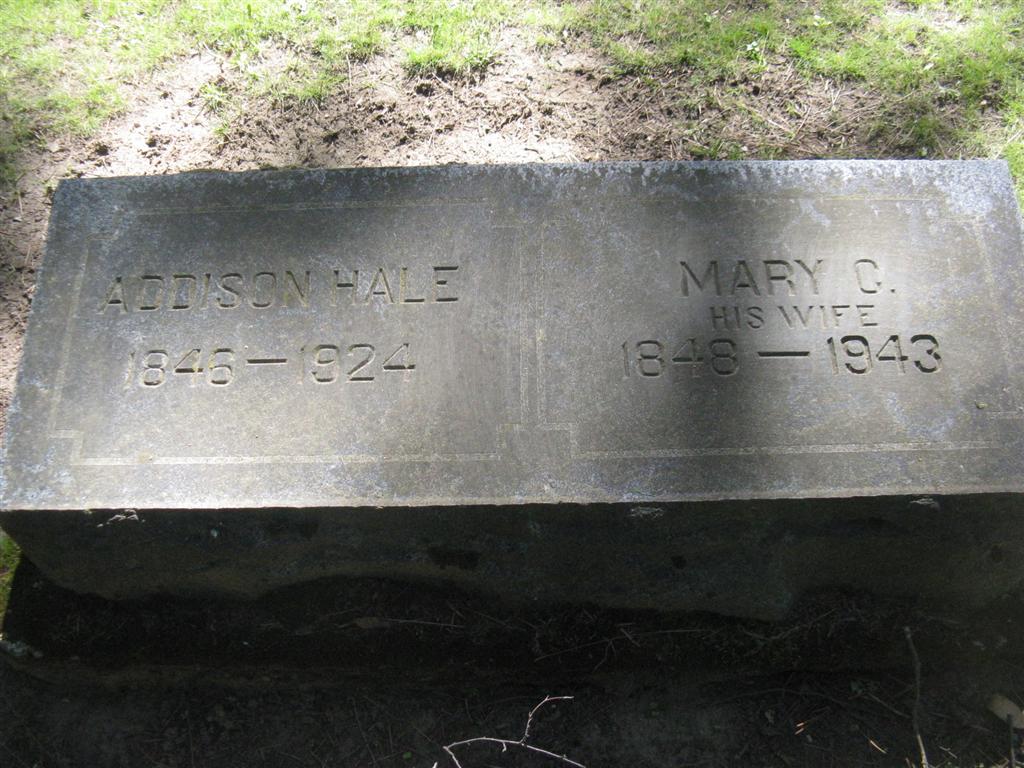 ADDISON HALE
1846 — 1924
MARY C.
HIS WIFE
1848 — 1943